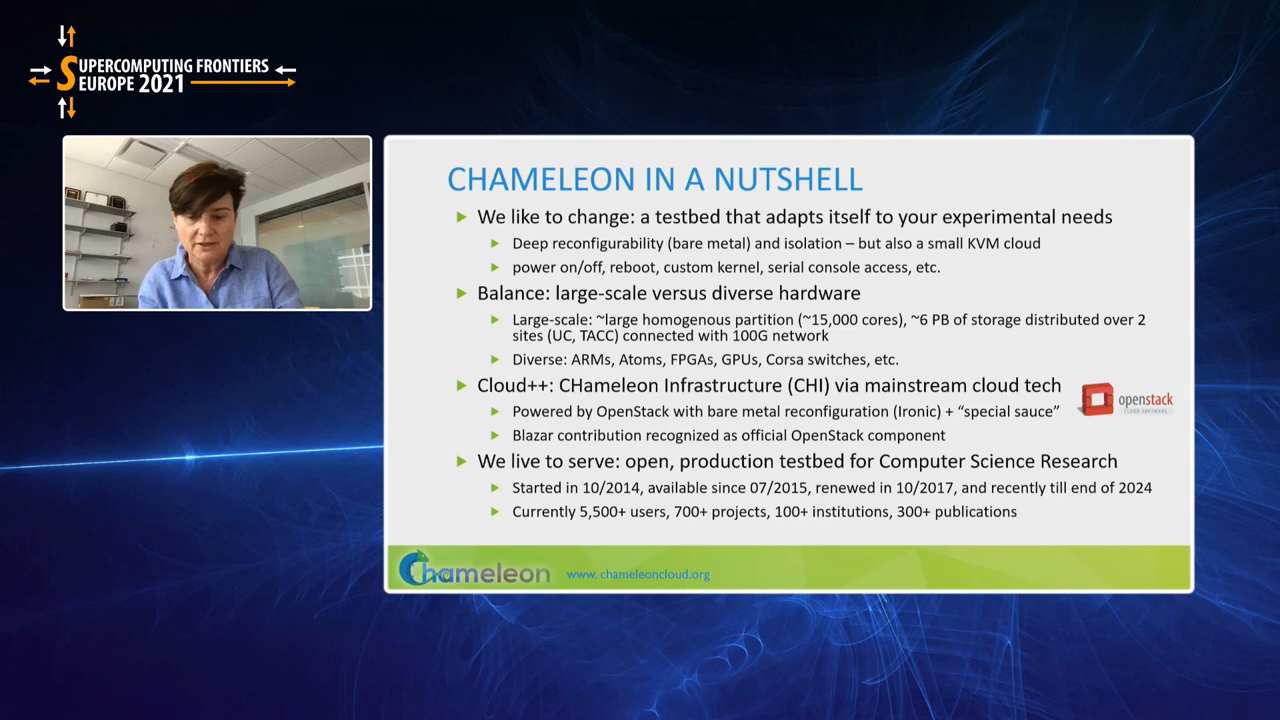 SUPERCOMPUTING FRONTIERS
EUROPE 2021
CHAMELEON IN A NUTSHELL
We like to change: a testbed that adapts itself to your experimental needs
Deep reconfigurability (bare metal) and isolation – but also a small KVM cloud
power on/off, reboot, custom kernel, serial console access, etc.
Balance: large-scale versus diverse hardware
Large-scale: ~large homogenous partition (~15,000 cores), ~6 PB of storage distributed over 2
sites (UC, TACC) connected with 100G network
Diverse: ARMs, Atoms, FPGAs, GPUs, Corsa switches, etc.
Cloud++: CHameleon Infrastructure (CHI) via mainstream cloud tech
openstack
CLOUD SOFTWARE
Powered by OpenStack with bare metal reconfiguration (Ironic) + “special sauce”
Blazar contribution recognized as official OpenStack component
We live to serve: open, production testbed for Computer Science Research
Started in 10/2014, available since 07/2015, renewed in 10/2017, and recently till end of 2024
Currently 5,500+ users, 700+ projects, 100+ institutions, 300+ publications
Chameleon www. chameleoncloud.org